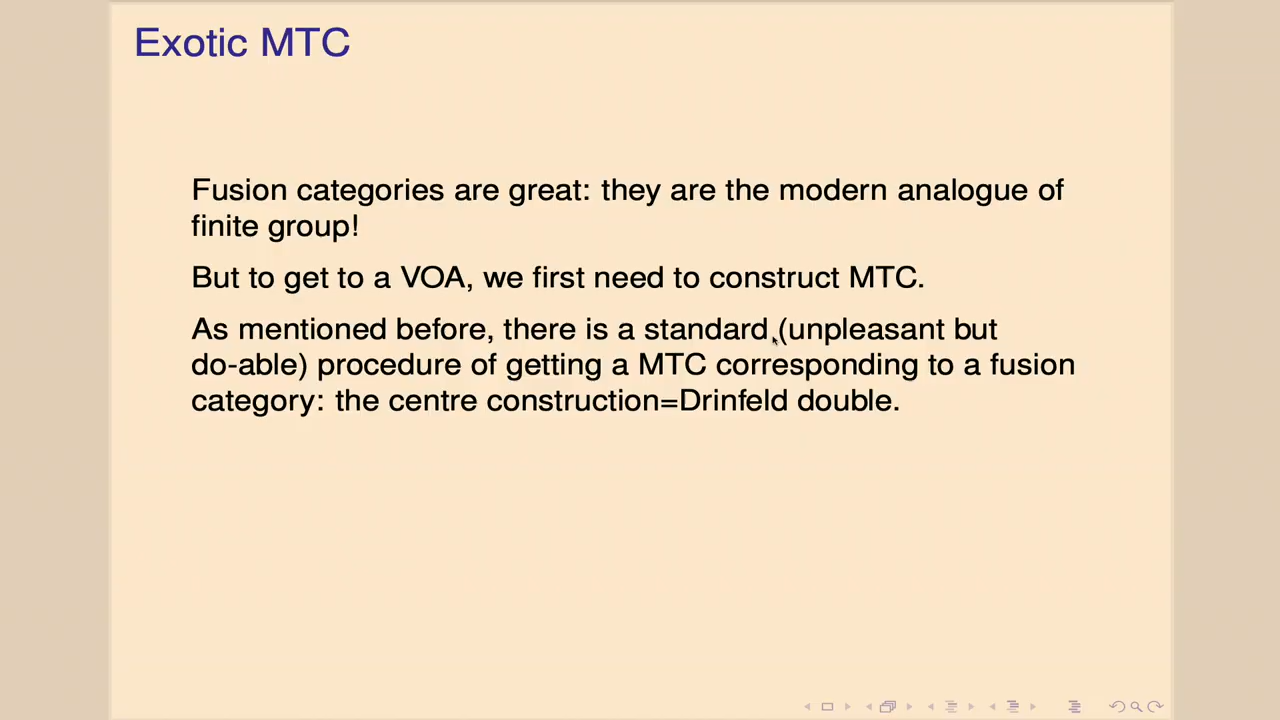 Exotic MTC
Fusion categories are great: they are the modern analogue of
finite group!
But to get to a VOA, we first need to construct MTC.
As mentioned before, there is a standard (unpleasant but
do-able) procedure of getting a MTC corresponding to a fusion
category: the centre construction=Drinfeld double.